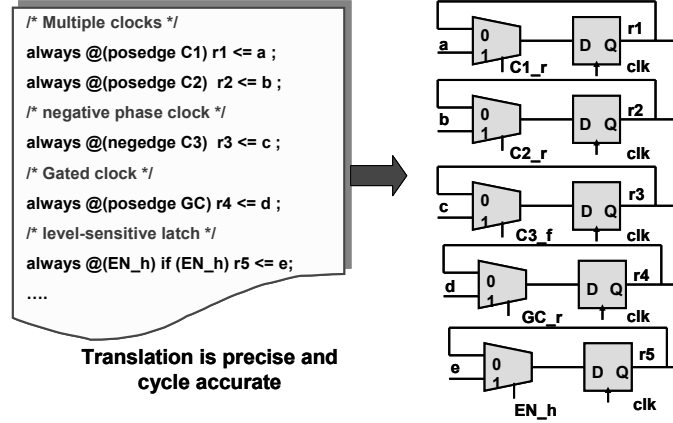 /* Multiple clocks */
always @(posedge C1) r1 <= a ;
always @(posedge C2)  r2 <= b ;
/* negative phase clock */
always @(negedge C3)  r3 <= c ;
/* Gated clock */
always @(posedge GC) r4 <= d ;
/* level-sensitive latch */
always @(EN_h) if (EN_h) r5 <= e;
....
Translation is precise and
cycle accurate
0
a
1
C1_r
D Q
r1
clk
0
b
1
C2_r
D Q
r2
clk
0
c
1
C3_f
D Q
r3
clk
0
d
1
GC_r
D Q
r4
clk
0
e
1
EN_h
D Q
r5
clk